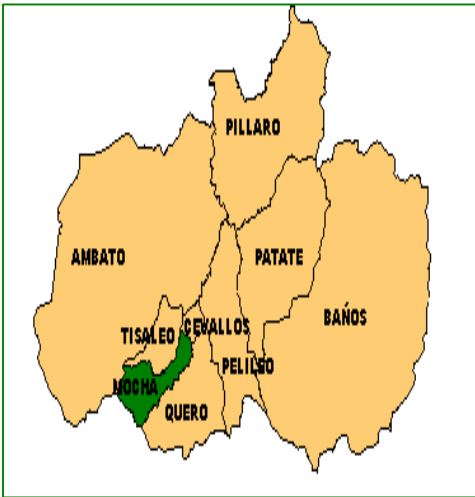 PILLARO
AMBATO
PATATE
BAÑOS
TISALEO
CEVALLOS
PELILEO
MOCHA
QUERO